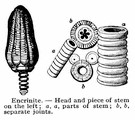 a
b
b
a
Encrinite. — Head and piece of stem
on the left; a, a, parts of stem; b, b,
separate joints.